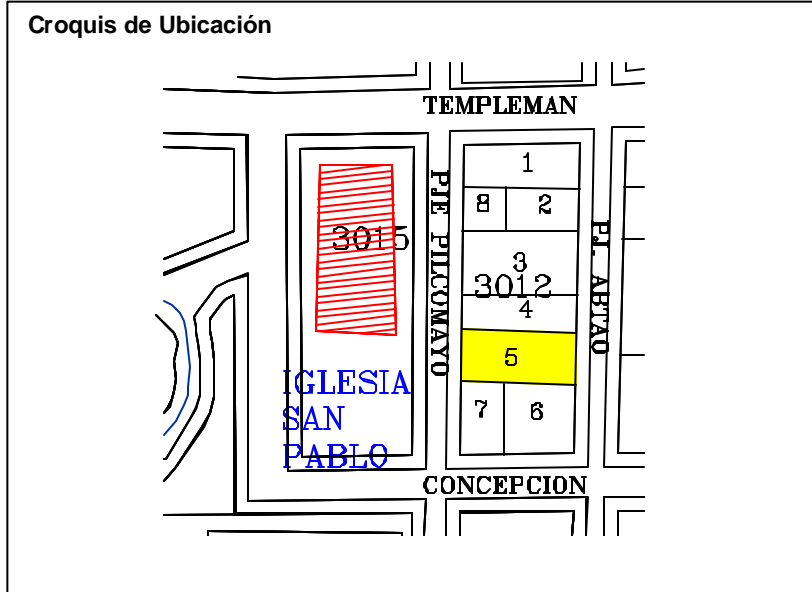 Croquis de Ubicación
TEMPLEMAN
1
8
2
PJE PILCOMAYO
PJ. ABTAO
3015
3
3012
4
5
IGLESIA
SAN
PABLO
7
6
CONCEPCION